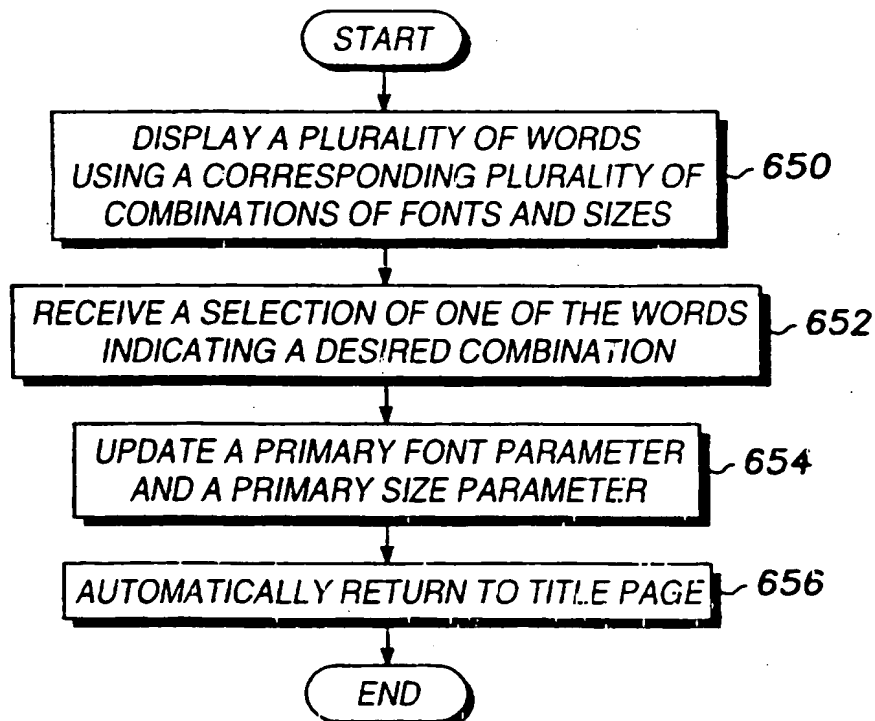 START
DISPLAY A PLURALITY OF WORDS
USING A CORRESPONDING PLURALITY OF
COMBINATIONS OF FONTS AND SIZES
650
RECEIVE A SELECTION OF ONE OF THE WORDS
INDICATING A DESIRED COMBINATION
652
UPDATE A PRIMARY FONT PARAMETER
AND A PRIMARY SIZE PARAMETER
654
AUTOMATICALLY RETURN TO TITLE PAGE
656
END